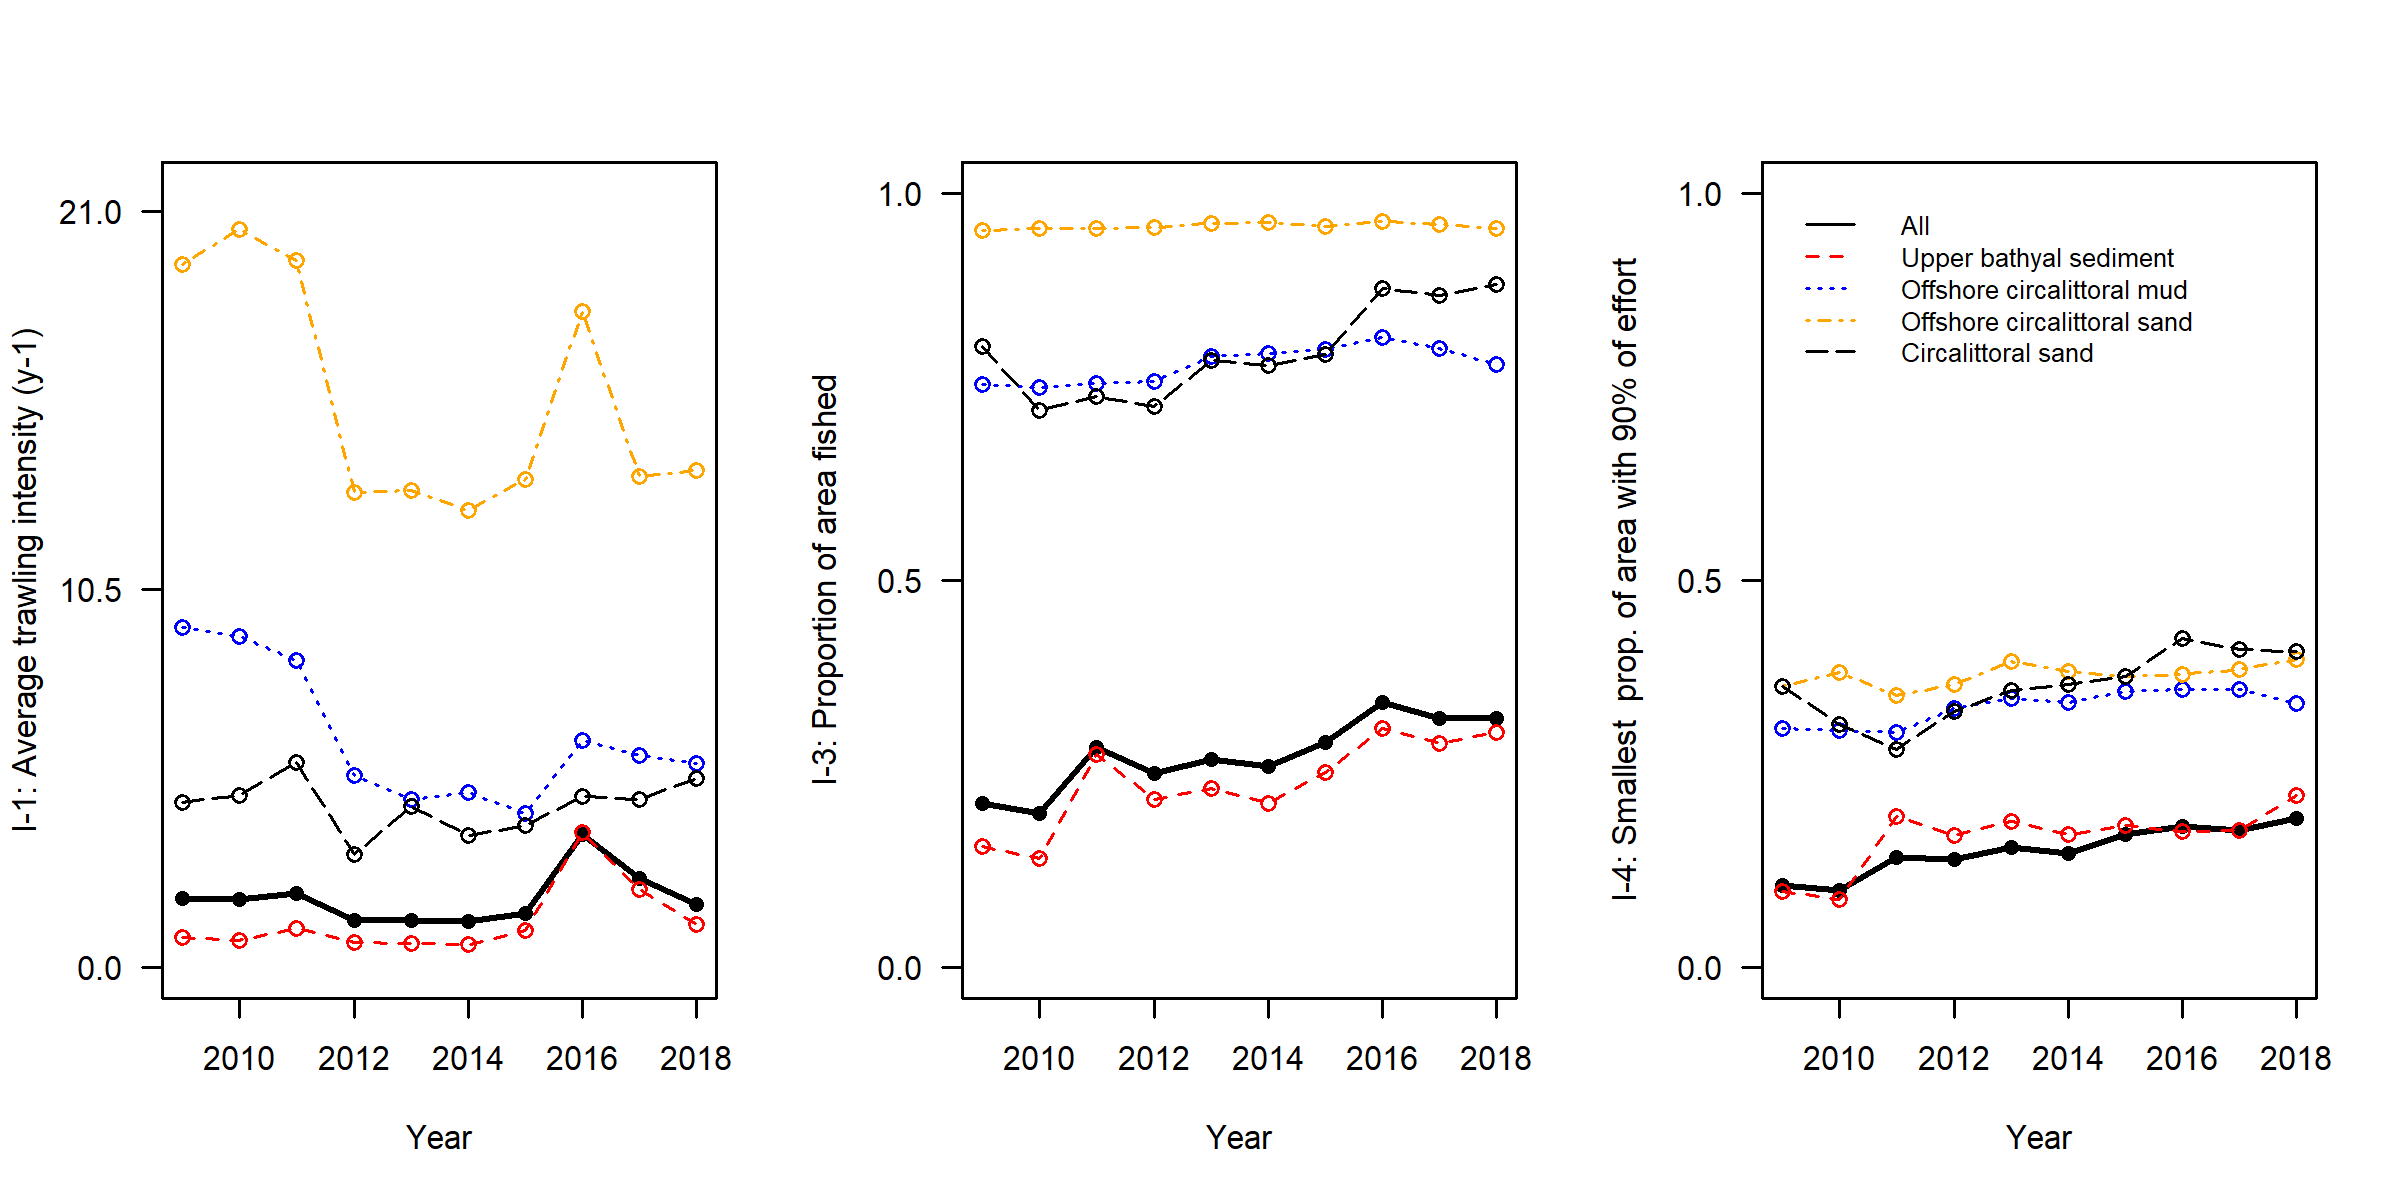 I-1: Average trawling intensity (y-1)
21.0
10.5
0.0
2010 2012 2014 2016 2018
Year
I-3: Proportion of area fished
1.0
0.5
0.0
2010 2012 2014 2016 2018
Year
I-4: Smallest prop. of area with 90% of effort
1.0
0.5
0.0
All
Upper bathyal sediment
Offshore circalittoral mud
Offshore circalittoral sand
Circalittoral sand
2010 2012 2014 2016 2018
Year